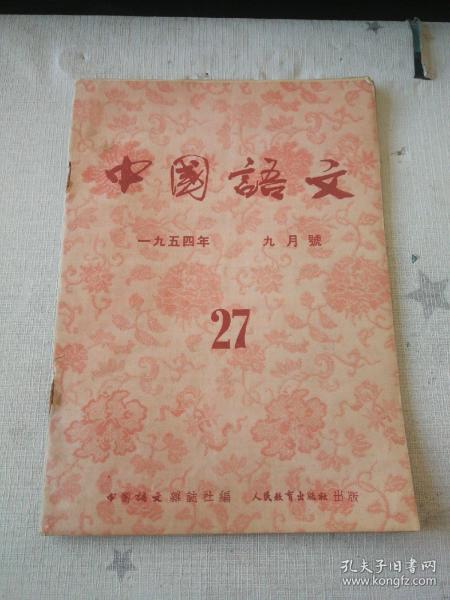 中國語文
一九五四年 九月號
27
中國語文雜誌社編 人民教育出版社出版
孔夫子旧书网
www.kongfz.com